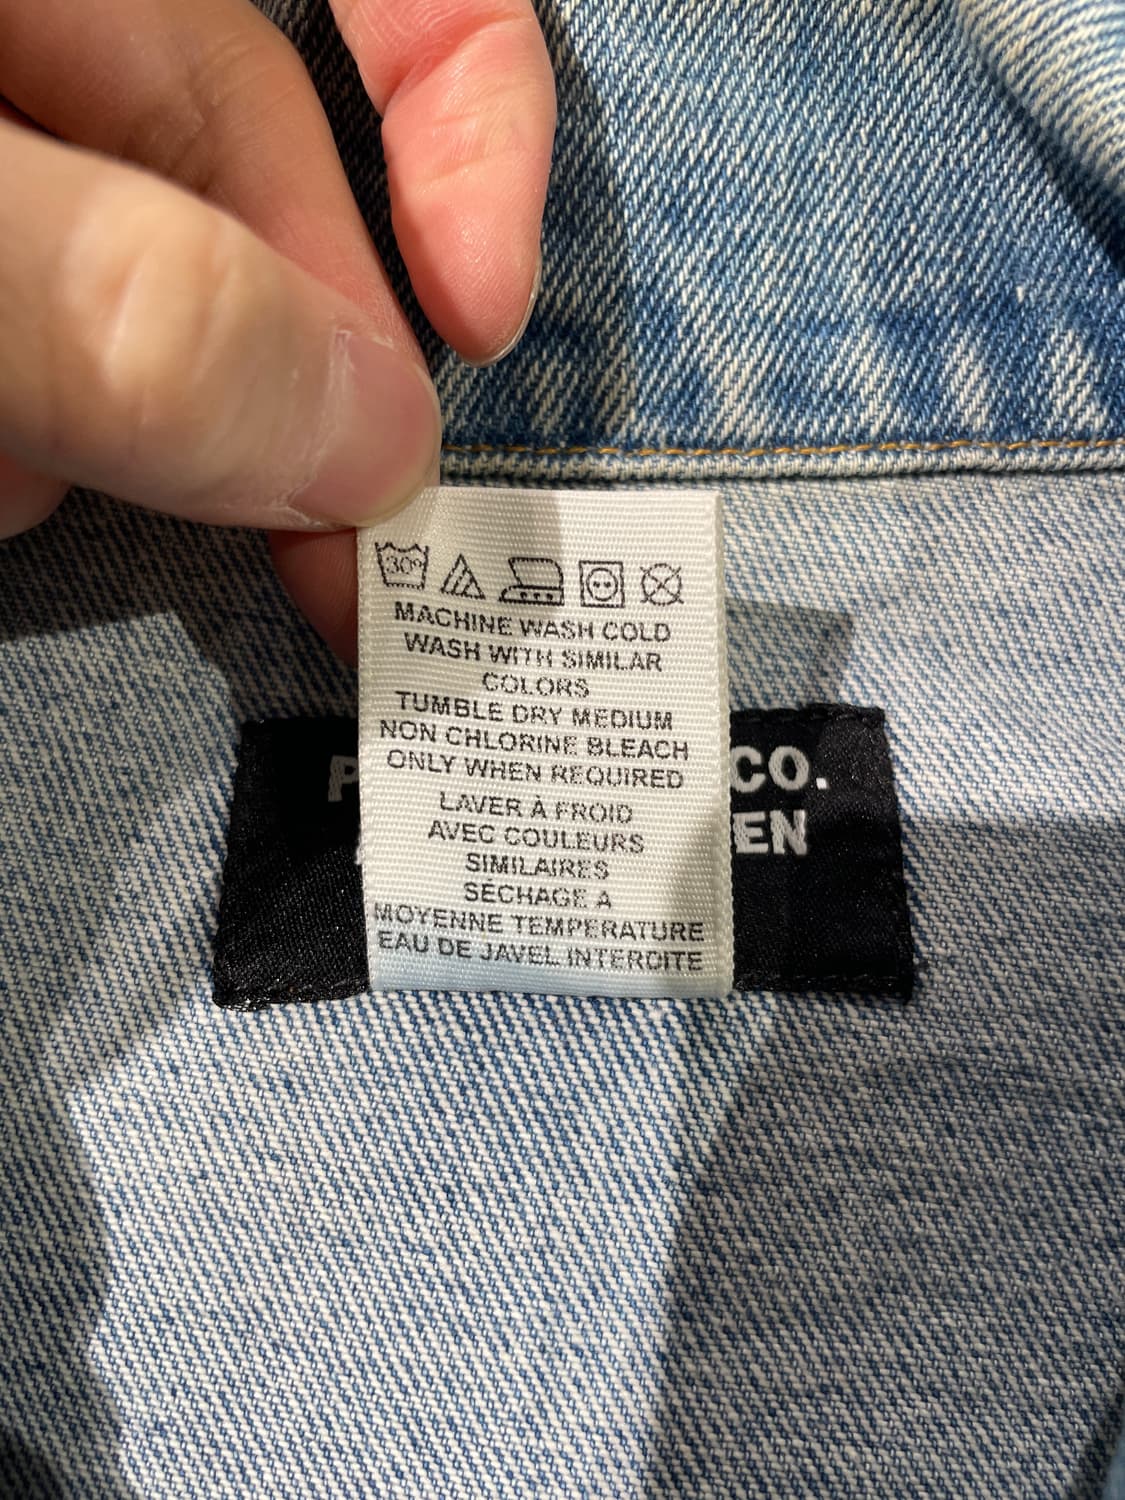 30°
MACHINE WASH COLD
WASH WITH SIMILAR
COLORS
TUMBLE DRY MEDIUM
NON CHLORINE BLEACH
ONLY WHEN REQUIRED
LAVER À FROID
AVEC COULEURS
SIMILAIRES
SÉCHAGE A
MOYENNE TEMPERATURE
EAU DE JAVEL INTERDITE
P CO.
EN